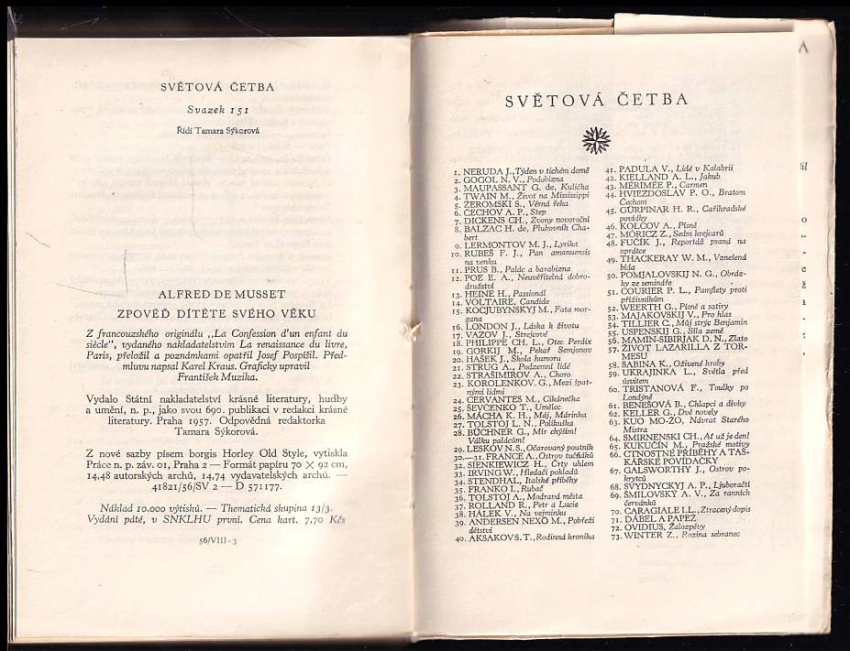 SVĚTOVÁ ČETBA
Svazek 151
Řídí Tamara Sýkorová
ALFRED DE MUSSET
ZPOVĚĎ DÍTĚTE SVÉHO VĚKU
Z francouzského originálu „La Confession d'un enfant du
siècle", vydaného nakladatelstvím La renaissance du livre,
Paris, přeložil a poznámkami opatřil Josef Pospíšil. Před-
mluvu napsal Karel Kraus. Graficky upravil
František Muzika.
Vydalo Státní nakladatelství krásné literatury, hudby
a umění, n. p., jako svou 690. publikaci v redakci krásné
literatury. Praha 1957. Odpovědná redaktorka
Tamara Sýkorová.
Z nové sazby písem borgis Horley Old Style, vytiskla
Práce n. p. záv. 01, Praha 2 — Formát papíru 70 × 92 cm,
14,48 autorských archů, 14,74 vydavatelských archů. —
41821/56/SV 2 — D 571177.
Náklad 10.000 výtisků. — Thematická skupina 13/3.
Vydání páté, v SNKLHU první. Cena kart. 7,70 Kčs
56/VIII-3
SVĚTOVÁ ČETBA
1. NERUDA J., Týden v tichém domě
2. GOGOL N. V., Podobizna
3. MAUPASSANT G. de, Kulička
4. TWAIN M., Život na Mississippi
5. ŻEROMSKI S., Věrná řeka
6. ČECHOV A. P., Step
7. DICKENS CH., Zvony novoroční
8. BALZAC H. de, Plukovník Cha-
bert
9. LERMONTOV M. J., Lyrika
10. RUBEŠ F. J., Pan amanuensis
na venku
11. PRUS B., Palác a barabizna
12. POE E. A., Neuvěřitelná dobro-
družství
13. HEINE H., Passionál
14. VOLTAIRE, Candide
15. KOCJUBYNSKYJ M., Fata mor-
gana
16. LONDON J., Láska k životu
17. VAZOV J., Strejcové
18. PHILIPPE CH. L., Otec Perdix
19. GORKIJ M., Pekař Semjonov
20. HAŠEK J., Škola humoru
21. STRUG A., Podzemní lidé
22. STRAŠIMIROV A., Choro
23. KOROLENKO V. G., Mezi špat-
nými lidmi
24. CERVANTES M., Cikánečka
25. ŠEVČENKO T., Umělec
26. MÁCHA K. H., Máj, Márinka
27. TOLSTOJ L. N., Polikuška
28. BÜCHNER G., Mír chýším!
Válku palácům!
29. LESKOV N. S., Očarovaný poutník
30.—31. FRANCE A., Ostrov tučňáků
32. SIENKIEWICZ H., Črty uhlem
33. IRVING W., Hledači pokladů
34. STENDHAL, Italské příběhy
35. FRANKO I., Rubač
36. TOLSTOJ A., Modravá města
37. ROLLAND R., Petr a Lucie
38. HÁLEK V., Na vejminku
39. ANDERSEN NEXÖ M., Pobřeží
dětství
40. AKSAKOV S. T., Rodinná kronika
41. PADULA V., Lidé v Kalabrii
42. KIELLAND A. L., Jakub
43. MÉRIMÉE P., Carmen
44. HVIEZDOSLAV P. O., Bratom
Čechom
45. GÜRPINAR H. R., Cařihradské
povídky
46. KOLCOV A., Písně
47. MÓRICZ Z., Sedm krejcarů
48. FUČÍK J., Reportáž psaná na
oprátce
49. THACKERAY W. M., Vznešená
bída
50. POMJALOVSKIJ N. G., Obráz-
ky ze semináře
51. COURIER P. L., Pamflety proti
příživníkům
52. WEERTH G., Písně a satiry
53. MAJAKOVSKIJ V., Pro hlas
54. TILLIER C., Můj strýc Benjamin
55. USPENSKIJ G., Síla země
56. MAMIN-SIBIRJAK D. N., Zlato
57. ŽIVOT LAZARILLA Z TOR-
MESU
58. SABINA K., Oživené hroby
59. UKRAJINKA L., Světla před
úsvitem
60. TRISTANOVÁ F., Toulky po
Londýně
61. BENEŠOVÁ B., Chlapci a dívky
62. KELLER G., Dvě novely
63. KUO MO-ŽO, Návrat Starého
Mistra
64. SMIRNENSKI CH., Ať už je den!
65. KUKUČÍN M., Pražské motivy
66. CTNOSTNÉ PŘÍBĚHY A TAŠ-
KÁŘSKÉ POVÍDAČKY
67. GALSWORTHY J., Ostrov po-
krytců
68. SVYDNYCKYJ A. P., Ljuboračtí
69. ŠMILOVSKÝ A. V., Za ranních
červánků
70. CARAGIALE I. L., Ztracený dopis
71. ĎÁBEL A PAPEŽ
72. OVIDIUS, Žalozpěvy
73. WINTER Z., Rozina sebranec